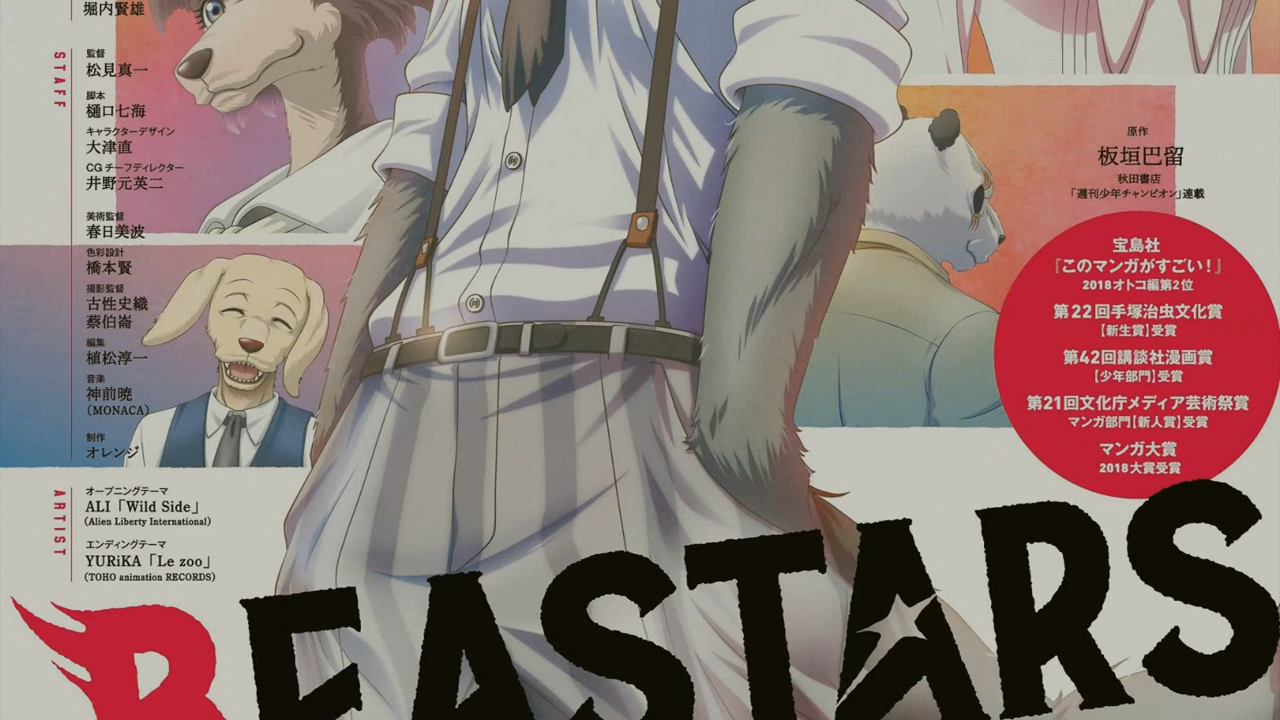 堀内賢雄
STAFF
監督
松見真一
脚本
樋口七海
キャラクターデザイン
大津直
CGチーフディレクター
井野元英二
美術監督
春日美波
色彩設計
橋本賢
撮影監督
古性史織
蔡伯崙
編集
植松淳一
音楽
神前暁
(MONACA)
制作
オレンジ
ARTIST
オープニングテーマ
ALI「Wild Side」
(Alien Liberty International)
エンディングテーマ
YURiKA「Le zoo」
(TOHO animation RECORDS)
原作
板垣巴留
秋田書店
「週刊少年チャンピオン」連載
宝島社
『このマンガがすごい!』
2018オトコ編第2位
第22回手塚治虫文化賞
【新生賞】受賞
第42回講談社漫画賞
【少年部門】受賞
第21回文化庁メディア芸術祭賞
マンガ部門【新人賞】受賞
マンガ大賞
2018大賞受賞
BEASTARS